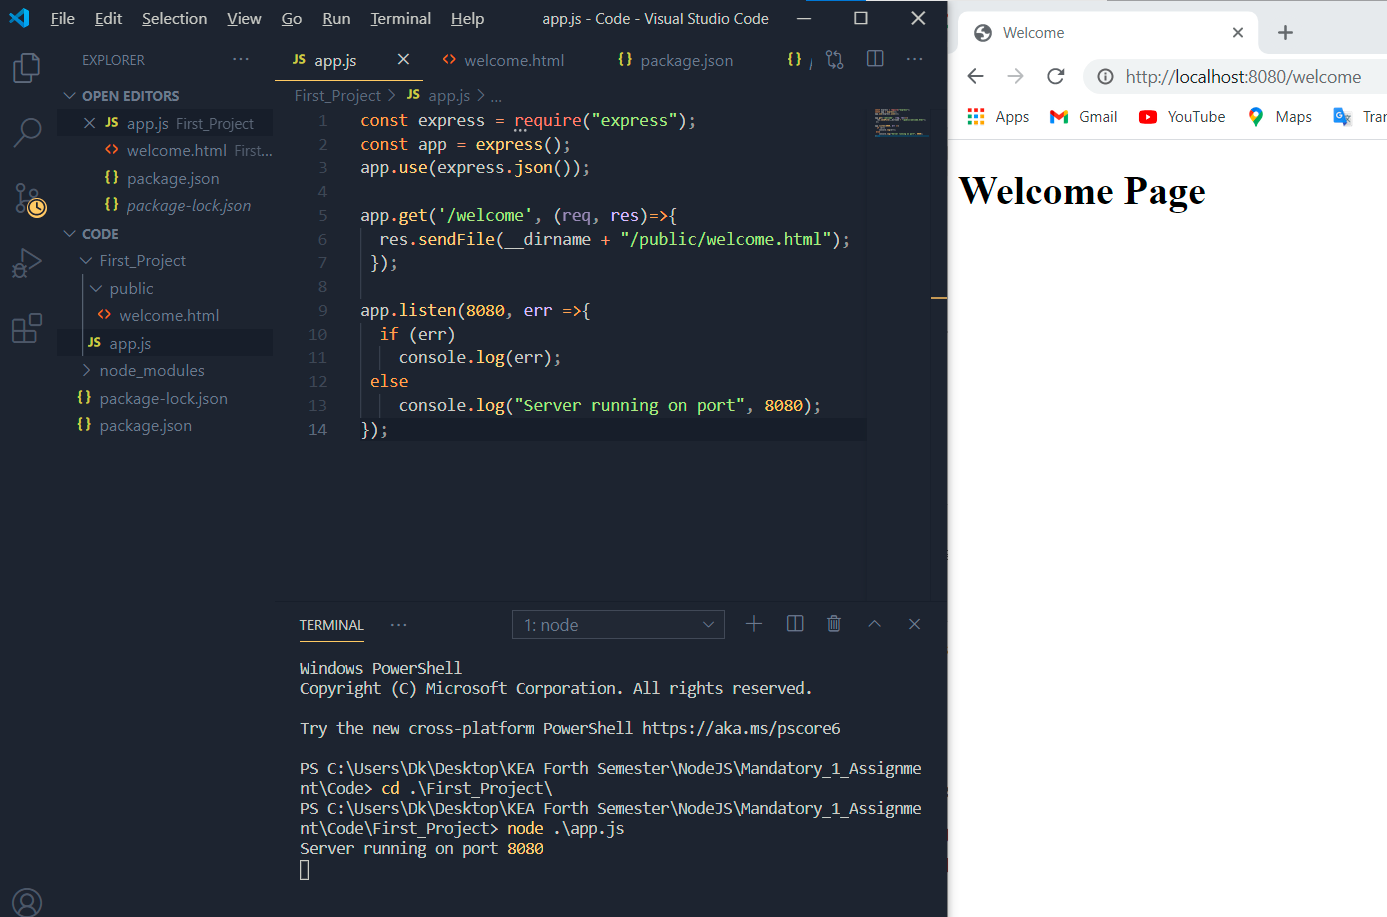 File Edit Selection View Go Run Terminal Help app.js - Code - Visual Studio Code
EXPLORER
OPEN EDITORS
JS app.js First_Project
<> welcome.html First...
{} package.json
{} package-lock.json
CODE
First_Project
public
<> welcome.html
JS app.js
node_modules
{} package-lock.json
{} package.json
JS app.js <> welcome.html {} package.json {}
First_Project > JS app.js > ...
1 const express = require("express");
2 const app = express();
3 app.use(express.json());
4
5 app.get('/welcome', (req, res)=>{
6 res.sendFile(__dirname + "/public/welcome.html");
7 });
8
9 app.listen(8080, err =>{
10 if (err)
11 console.log(err);
12 else
13 console.log("Server running on port", 8080);
14 });
TERMINAL ... 1: node
Windows PowerShell
Copyright (C) Microsoft Corporation. All rights reserved.
Try the new cross-platform PowerShell https://aka.ms/pscore6
PS C:\Users\Dk\Desktop\KEA Forth Semester\NodeJS\Mandatory_1_Assignme
nt\Code> cd .\First_Project\
PS C:\Users\Dk\Desktop\KEA Forth Semester\NodeJS\Mandatory_1_Assignme
nt\Code\First_Project> node .\app.js
Server running on port 8080
Welcome
http://localhost:8080/welcome
Apps Gmail YouTube Maps Tran
Welcome Page